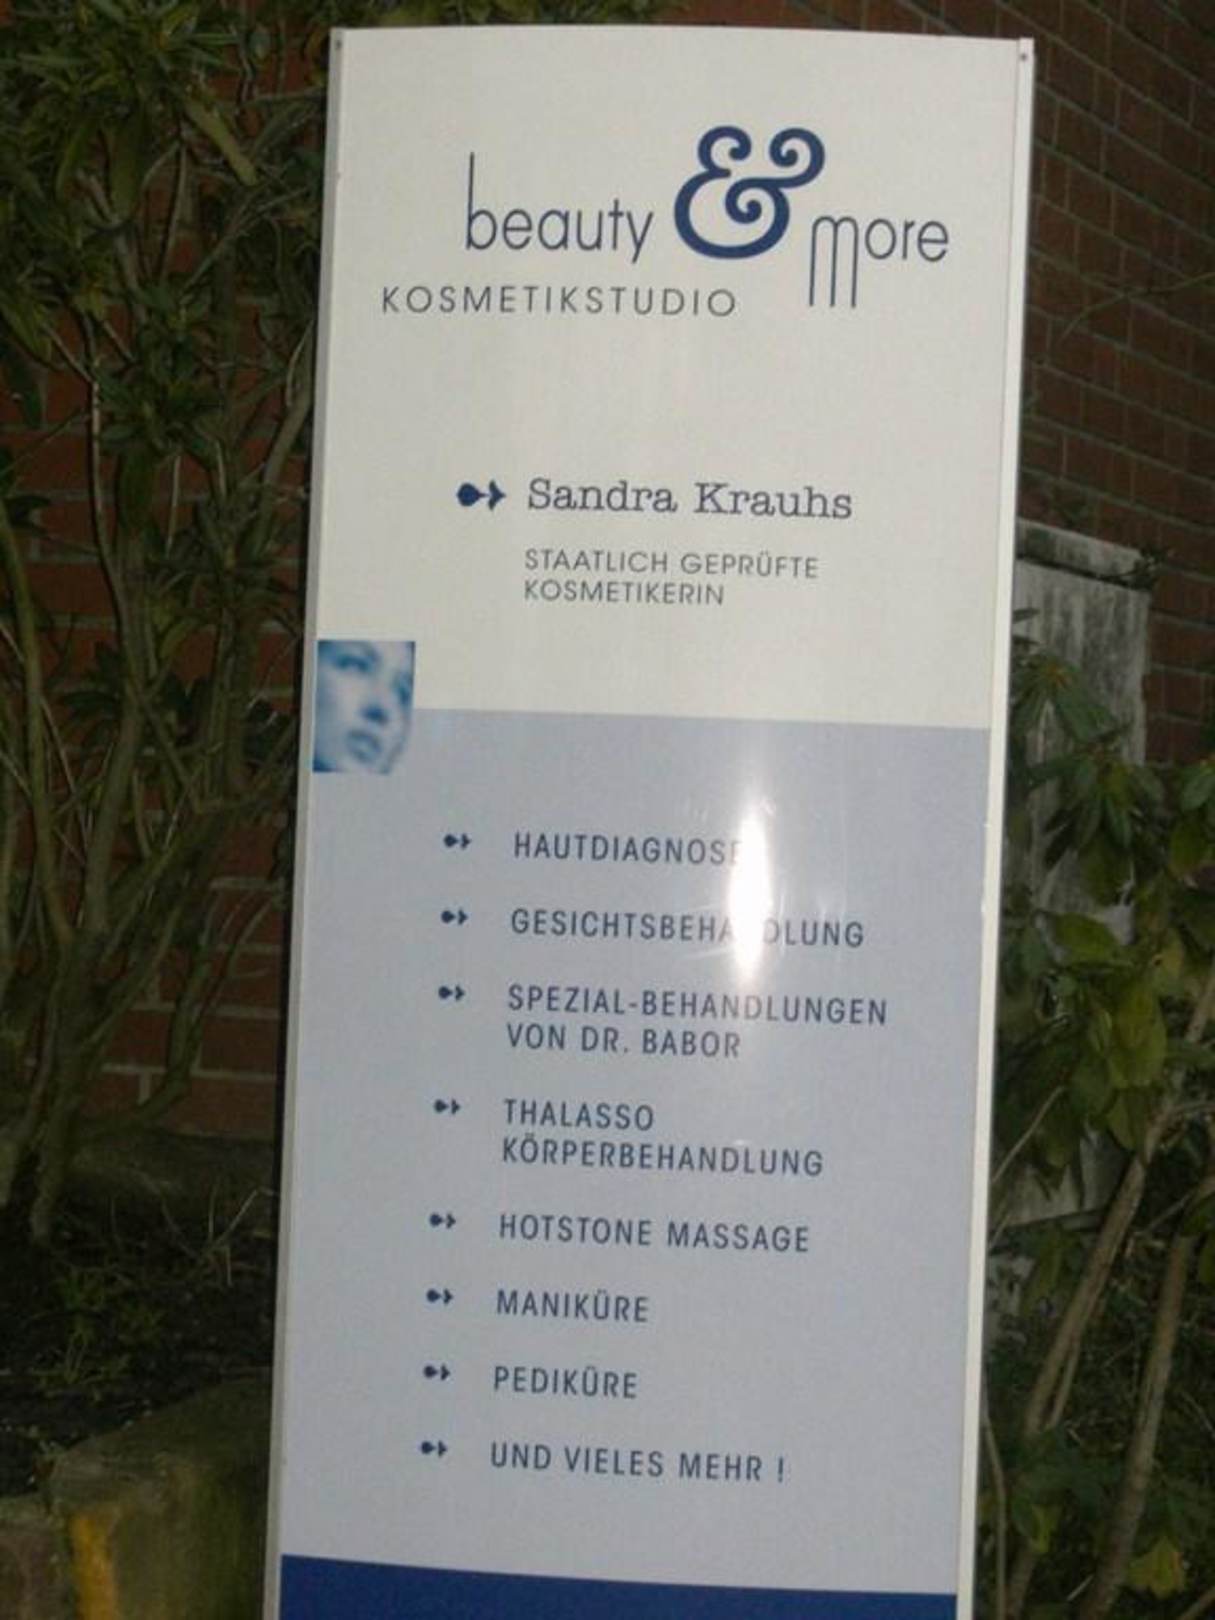 beauty & more
KOSMETIKSTUDIO
Sandra Krauhs
STAATLICH GEPRÜFTE
KOSMETIKERIN
HAUTDIAGNOSE
GESICHTSBEHANDLUNG
SPEZIAL-BEHANDLUNGEN
VON DR. BABOR
THALASSO
KÖRPERBEHANDLUNG
HOTSTONE MASSAGE
MANIKÜRE
PEDIKÜRE
UND VIELES MEHR !